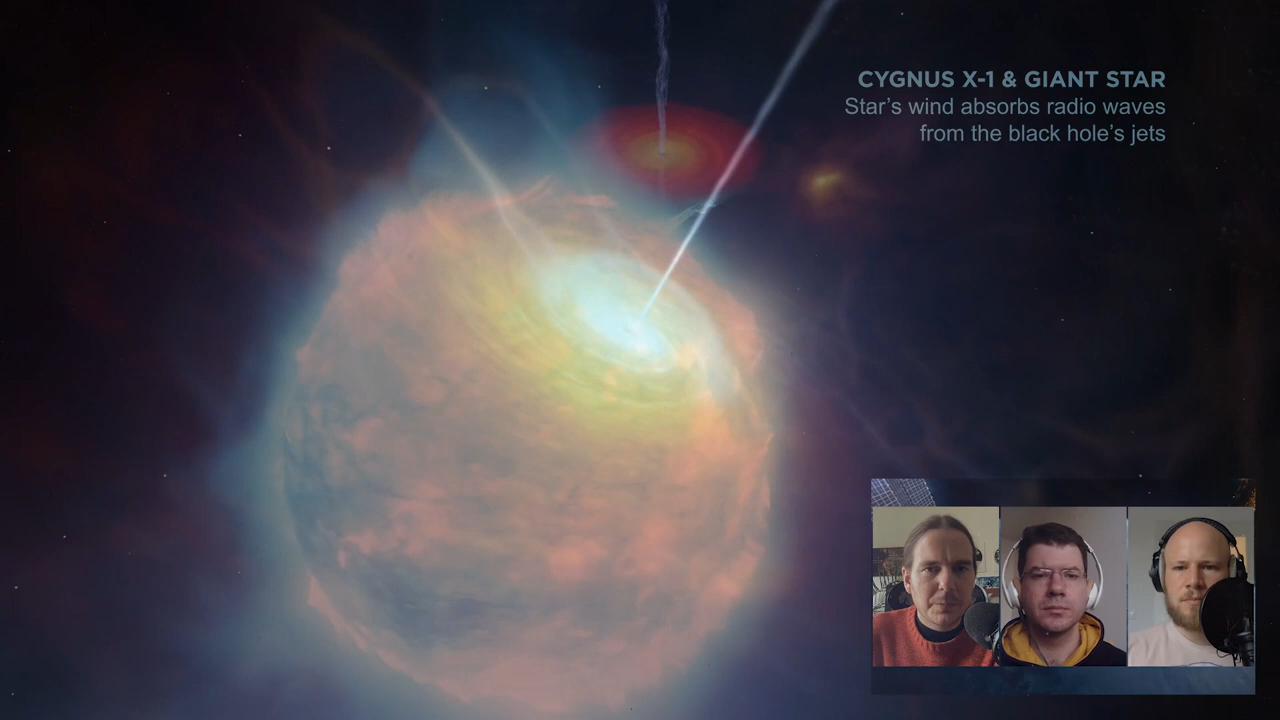 CYGNUS X-1 & GIANT STAR
Star’s wind absorbs radio waves
from the black hole’s jets